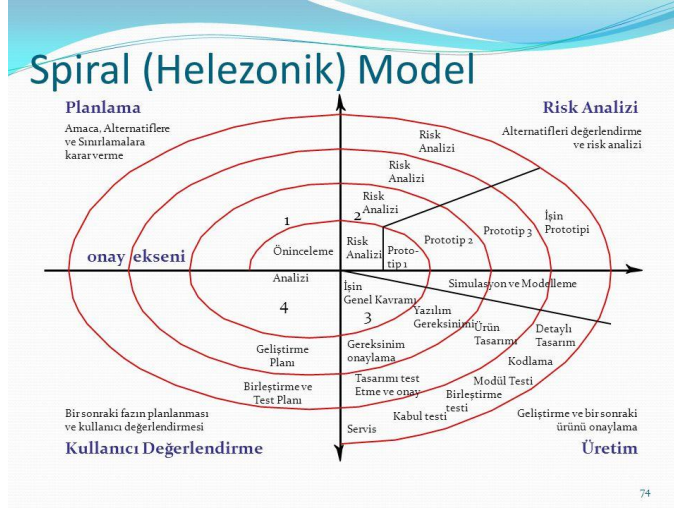 Spiral (Helezonik) Model
Planlama
Amaca, Alternatiflere
ve Sınırlamalara
karar verme
Risk Analizi
Alternatifleri değerlendirme
ve risk analizi
Risk
Analizi
Risk
Analizi
Risk
Analizi
1
2
Risk
Analizi
Proto-
tip 1
Prototip 2
Prototip 3
İşin
Prototipi
onay ekseni
Öninceleme
Analizi
4
İşin
Genel Kavramı
3
Simulasyon ve Modelleme
Yazılım
Gereksinimi
Ürün
Tasarımı
Detaylı
Tasarım
Geliştirme
Planı
Gereksinim
onaylama
Kodlama
Birleştirme ve
Test Planı
Tasarımı test
Etme ve onay
Modül Testi
Birleştirme
testi
Kabul testi
Servis
Bir sonraki fazın planlanması
ve kullanıcı değerlendirmesi
Kullanıcı Değerlendirme
Geliştirme ve bir sonraki
ürünü onaylama
Üretim
74